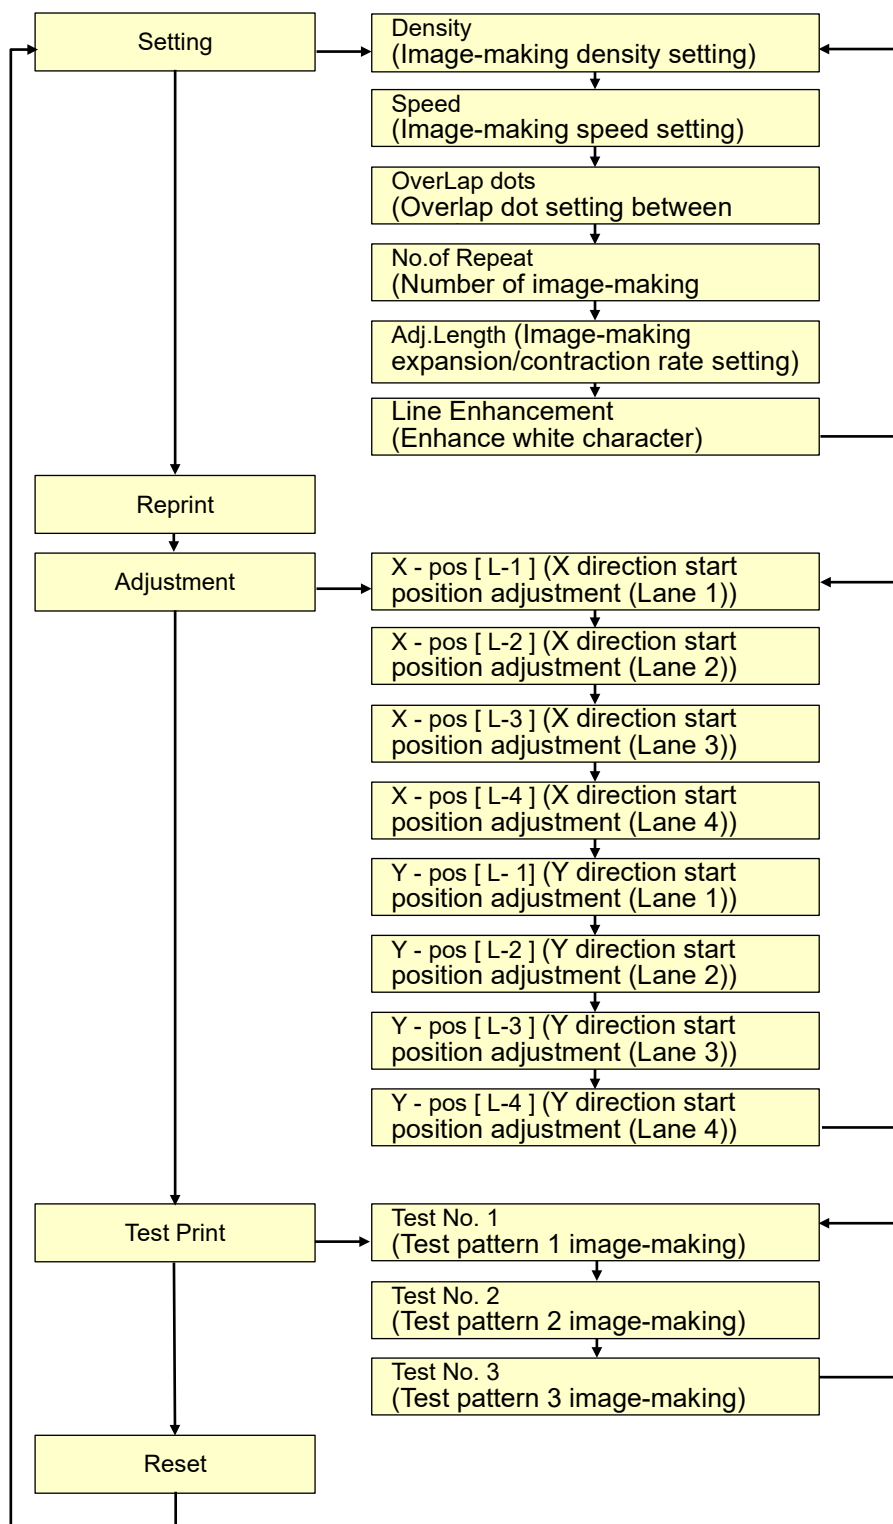 Setting
Density
(Image-making density setting)
Speed
(Image-making speed setting)
OverLap dots
(Overlap dot setting between
No.of Repeat
(Number of image-making
Adj.Length (Image-making
expansion/contraction rate setting)
Line Enhancement
(Enhance white character)
Reprint
Adjustment
X - pos [ L-1 ] (X direction start
position adjustment (Lane 1))
X - pos [ L-2 ] (X direction start
position adjustment (Lane 2))
X - pos [ L-3 ] (X direction start
position adjustment (Lane 3))
X - pos [ L-4 ] (X direction start
position adjustment (Lane 4))
Y - pos [ L- 1] (Y direction start
position adjustment (Lane 1))
Y - pos [ L-2 ] (Y direction start
position adjustment (Lane 2))
Y - pos [ L-3 ] (Y direction start
position adjustment (Lane 3))
Y - pos [ L-4 ] (Y direction start
position adjustment (Lane 4))
Test Print
Test No. 1
(Test pattern 1 image-making)
Test No. 2
(Test pattern 2 image-making)
Test No. 3
(Test pattern 3 image-making)
Reset